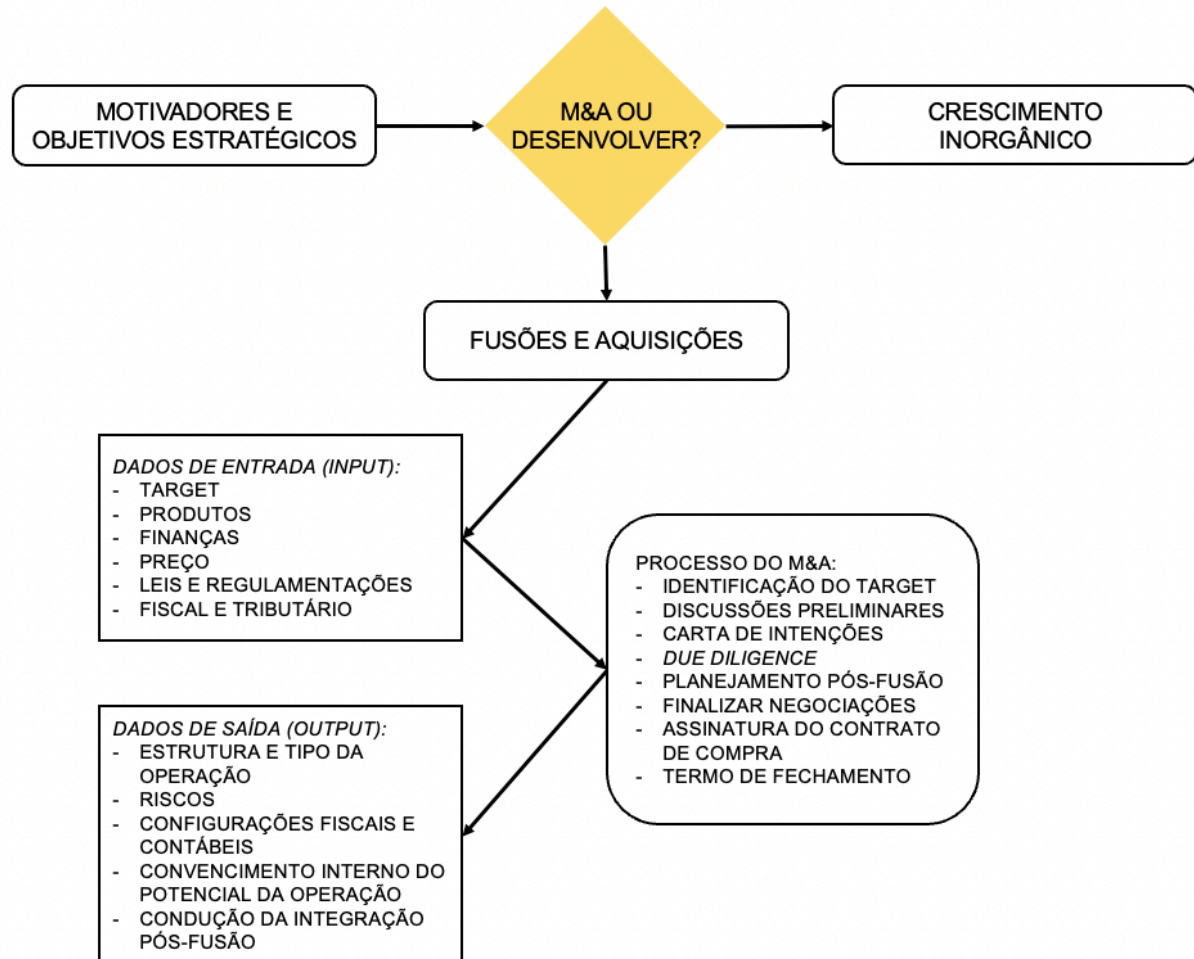 MOTIVADORES E
OBJETIVOS ESTRATÉGICOS
M&A OU
DESENVOLVER?
CRESCIMENTO
INORGÂNICO
FUSÕES E AQUISIÇÕES
DADOS DE ENTRADA (INPUT):
- TARGET
- PRODUTOS
- FINANÇAS
- PREÇO
- LEIS E REGULAMENTAÇÕES
- FISCAL E TRIBUTÁRIO
PROCESSO DO M&A:
- IDENTIFICAÇÃO DO TARGET
- DISCUSSÕES PRELIMINARES
- CARTA DE INTENÇÕES
- DUE DILIGENCE
- PLANEJAMENTO PÓS-FUSÃO
- FINALIZAR NEGOCIAÇÕES
- ASSINATURA DO CONTRATO
DE COMPRA
- TERMO DE FECHAMENTO
DADOS DE SAÍDA (OUTPUT):
- ESTRUTURA E TIPO DA
OPERAÇÃO
- RISCOS
- CONFIGURAÇÕES FISCAIS E
CONTÁBEIS
- CONVENCIMENTO INTERNO DO
POTENCIAL DA OPERAÇÃO
- CONDUÇÃO DA INTEGRAÇÃO
PÓS-FUSÃO